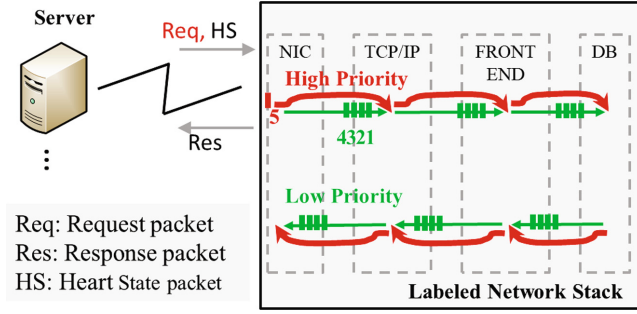 Server
Req, HS
Res
Req: Request packet
Res: Response packet
HS: Heart State packet
NIC
TCP/IP
FRONT
END
DB
High Priority
5
4321
Low Priority
Labeled Network Stack